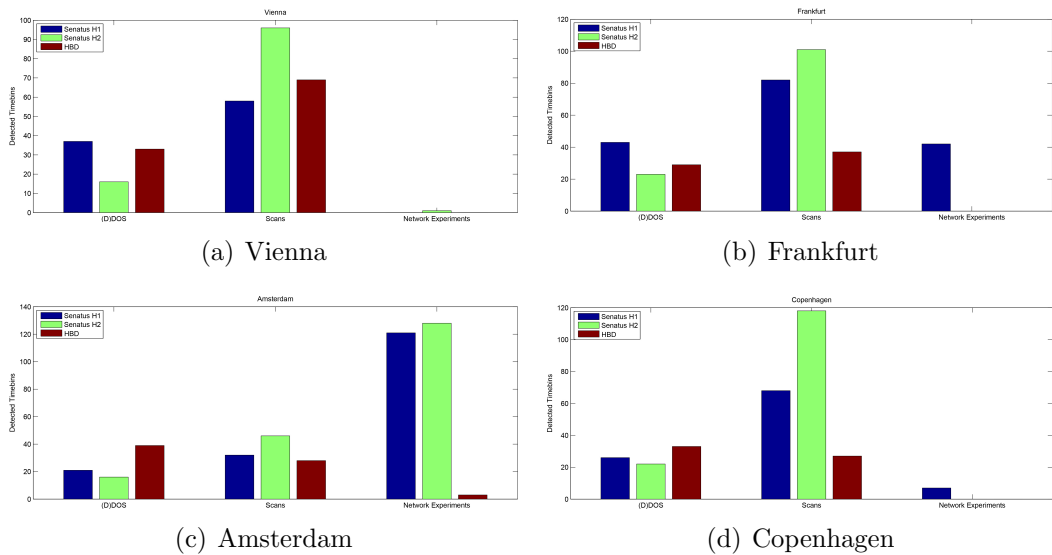 Vienna
100
90
80
70
60
50
40
30
20
10
0
Detected Timebins
Senatus H1
Senatus H2
HBD
(D)DOS
Scans
Network Experiments
(a) Vienna
Frankfurt
120
100
80
60
40
20
0
Detected Timebins
Senatus H1
Senatus H2
HBD
(D)DOS
Scans
Network Experiments
(b) Frankfurt
Amsterdam
140
120
100
80
60
40
20
0
Detected Timebins
Senatus H1
Senatus H2
HBD
(D)DOS
Scans
Network Experiments
(c) Amsterdam
Copenhagen
120
100
80
60
40
20
0
Detected Timebins
Senatus H1
Senatus H2
HBD
(D)DOS
Scans
Network Experiments
(d) Copenhagen